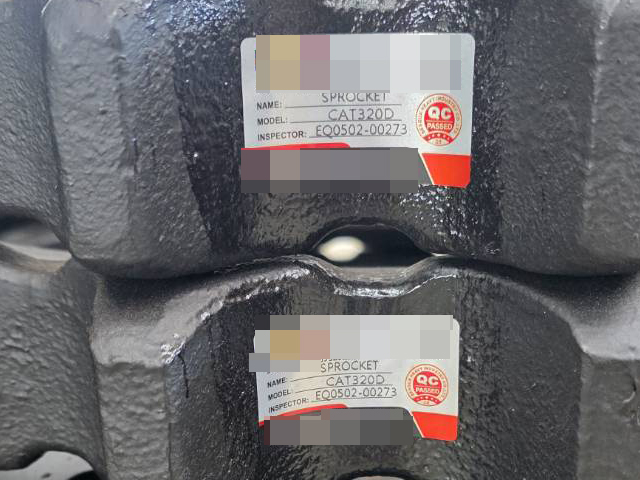 NAME: SPROCKET
MODEL: CAT320D
INSPECTOR: EQ0502-00273
QC
PASSED
SPROCKET
NAME: CAT320D
MODEL: EQ0502-00273
INSPECTOR:
QC
PASSED